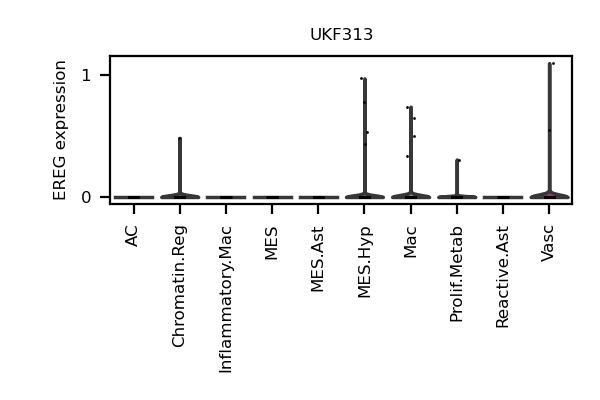 UKF313
EREG expression
1
0
AC
Chromatin.Reg
Inflammatory.Mac
MES
MES.Ast
MES.Hyp
Mac
Prolif.Metab
Reactive.Ast
Vasc